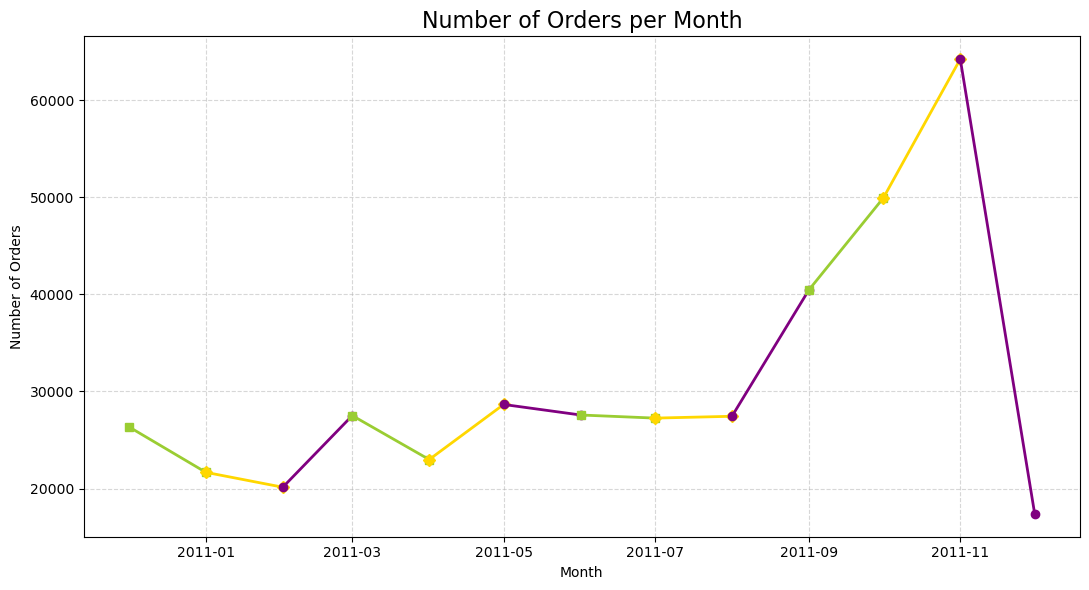 Number of Orders per Month
Number of Orders
60000
50000
40000
30000
20000
2011-01 2011-03 2011-05 2011-07 2011-09 2011-11
Month